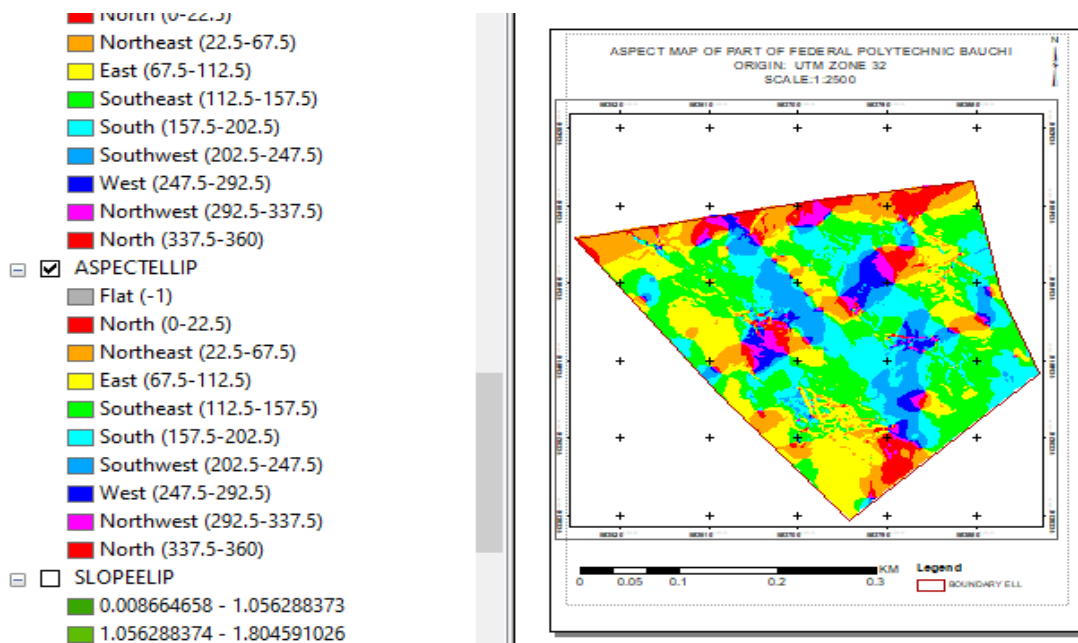 North (0-22.5)
Northeast (22.5-67.5)
East (67.5-112.5)
Southeast (112.5-157.5)
South (157.5-202.5)
Southwest (202.5-247.5)
West (247.5-292.5)
Northwest (292.5-337.5)
North (337.5-360)
ASPECTELLIP
Flat (-1)
North (0-22.5)
Northeast (22.5-67.5)
East (67.5-112.5)
Southeast (112.5-157.5)
South (157.5-202.5)
Southwest (202.5-247.5)
West (247.5-292.5)
Northwest (292.5-337.5)
North (337.5-360)
SLOPEELIP
0.008664658 - 1.056288373
1.056288374 - 1.804591026
ASPECT MAP OF PART OF FEDERAL POLYTECHNIC BAUCHI
ORIGIN: UTM ZONE 32
SCALE:1:2500
N
KM
0 0.05 0.1 0.2 0.3
Legend
BOUNDARY ELL